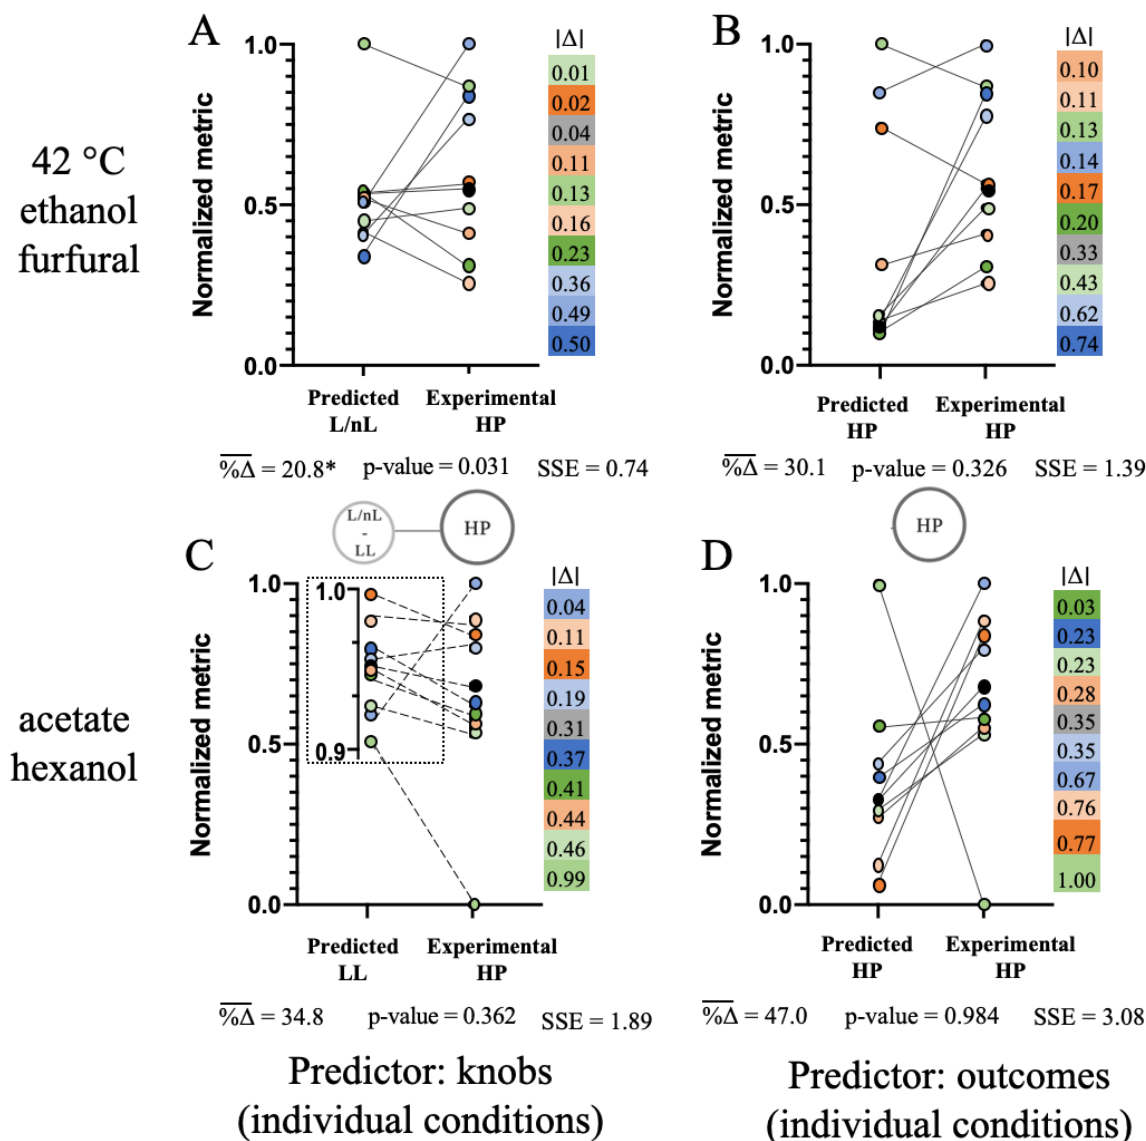 A
Normalized metric
1.0
0.5
0.0
|Δ|
0.01
0.02
0.04
0.11
0.13
0.16
0.23
0.36
0.49
0.50
Predicted L/nL
Experimental HP
%Δ = 20.8* p-value = 0.031 SSE = 0.74
B
Normalized metric
1.0
0.5
0.0
|Δ|
0.10
0.11
0.13
0.14
0.17
0.20
0.33
0.43
0.62
0.74
Predicted HP
Experimental HP
%Δ = 30.1 p-value = 0.326 SSE = 1.39
42 °C
ethanol
furfural
L/nL
-
LL
HP
C
Normalized metric
1.0
0.5
0.0
1.0
0.9
|Δ|
0.04
0.11
0.15
0.19
0.31
0.37
0.41
0.44
0.46
0.99
Predicted LL
Experimental HP
%Δ = 34.8 p-value = 0.362 SSE = 1.89
HP
D
Normalized metric
1.0
0.5
0.0
|Δ|
0.03
0.23
0.23
0.28
0.35
0.35
0.67
0.76
0.77
1.00
Predicted HP
Experimental HP
%Δ = 47.0 p-value = 0.984 SSE = 3.08
acetate
hexanol
Predictor: knobs
(individual conditions)
Predictor: outcomes
(individual conditions)